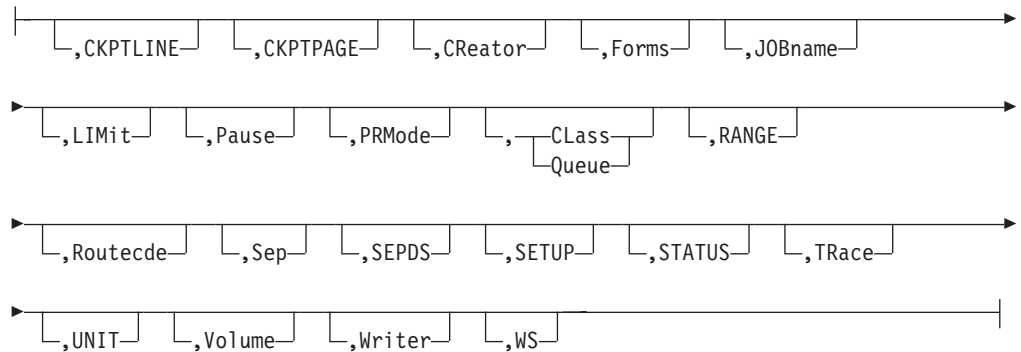 ,CKPTLINE ,CKPTPAGE ,CReator ,Forms ,JOBname
,LIMit ,Pause ,PRMode , CLass ,RANGE
Queue
,Routecde ,Sep ,SEPDS ,SETUP ,STATUS ,TRace
,UNIT ,Volume ,Writer ,WS